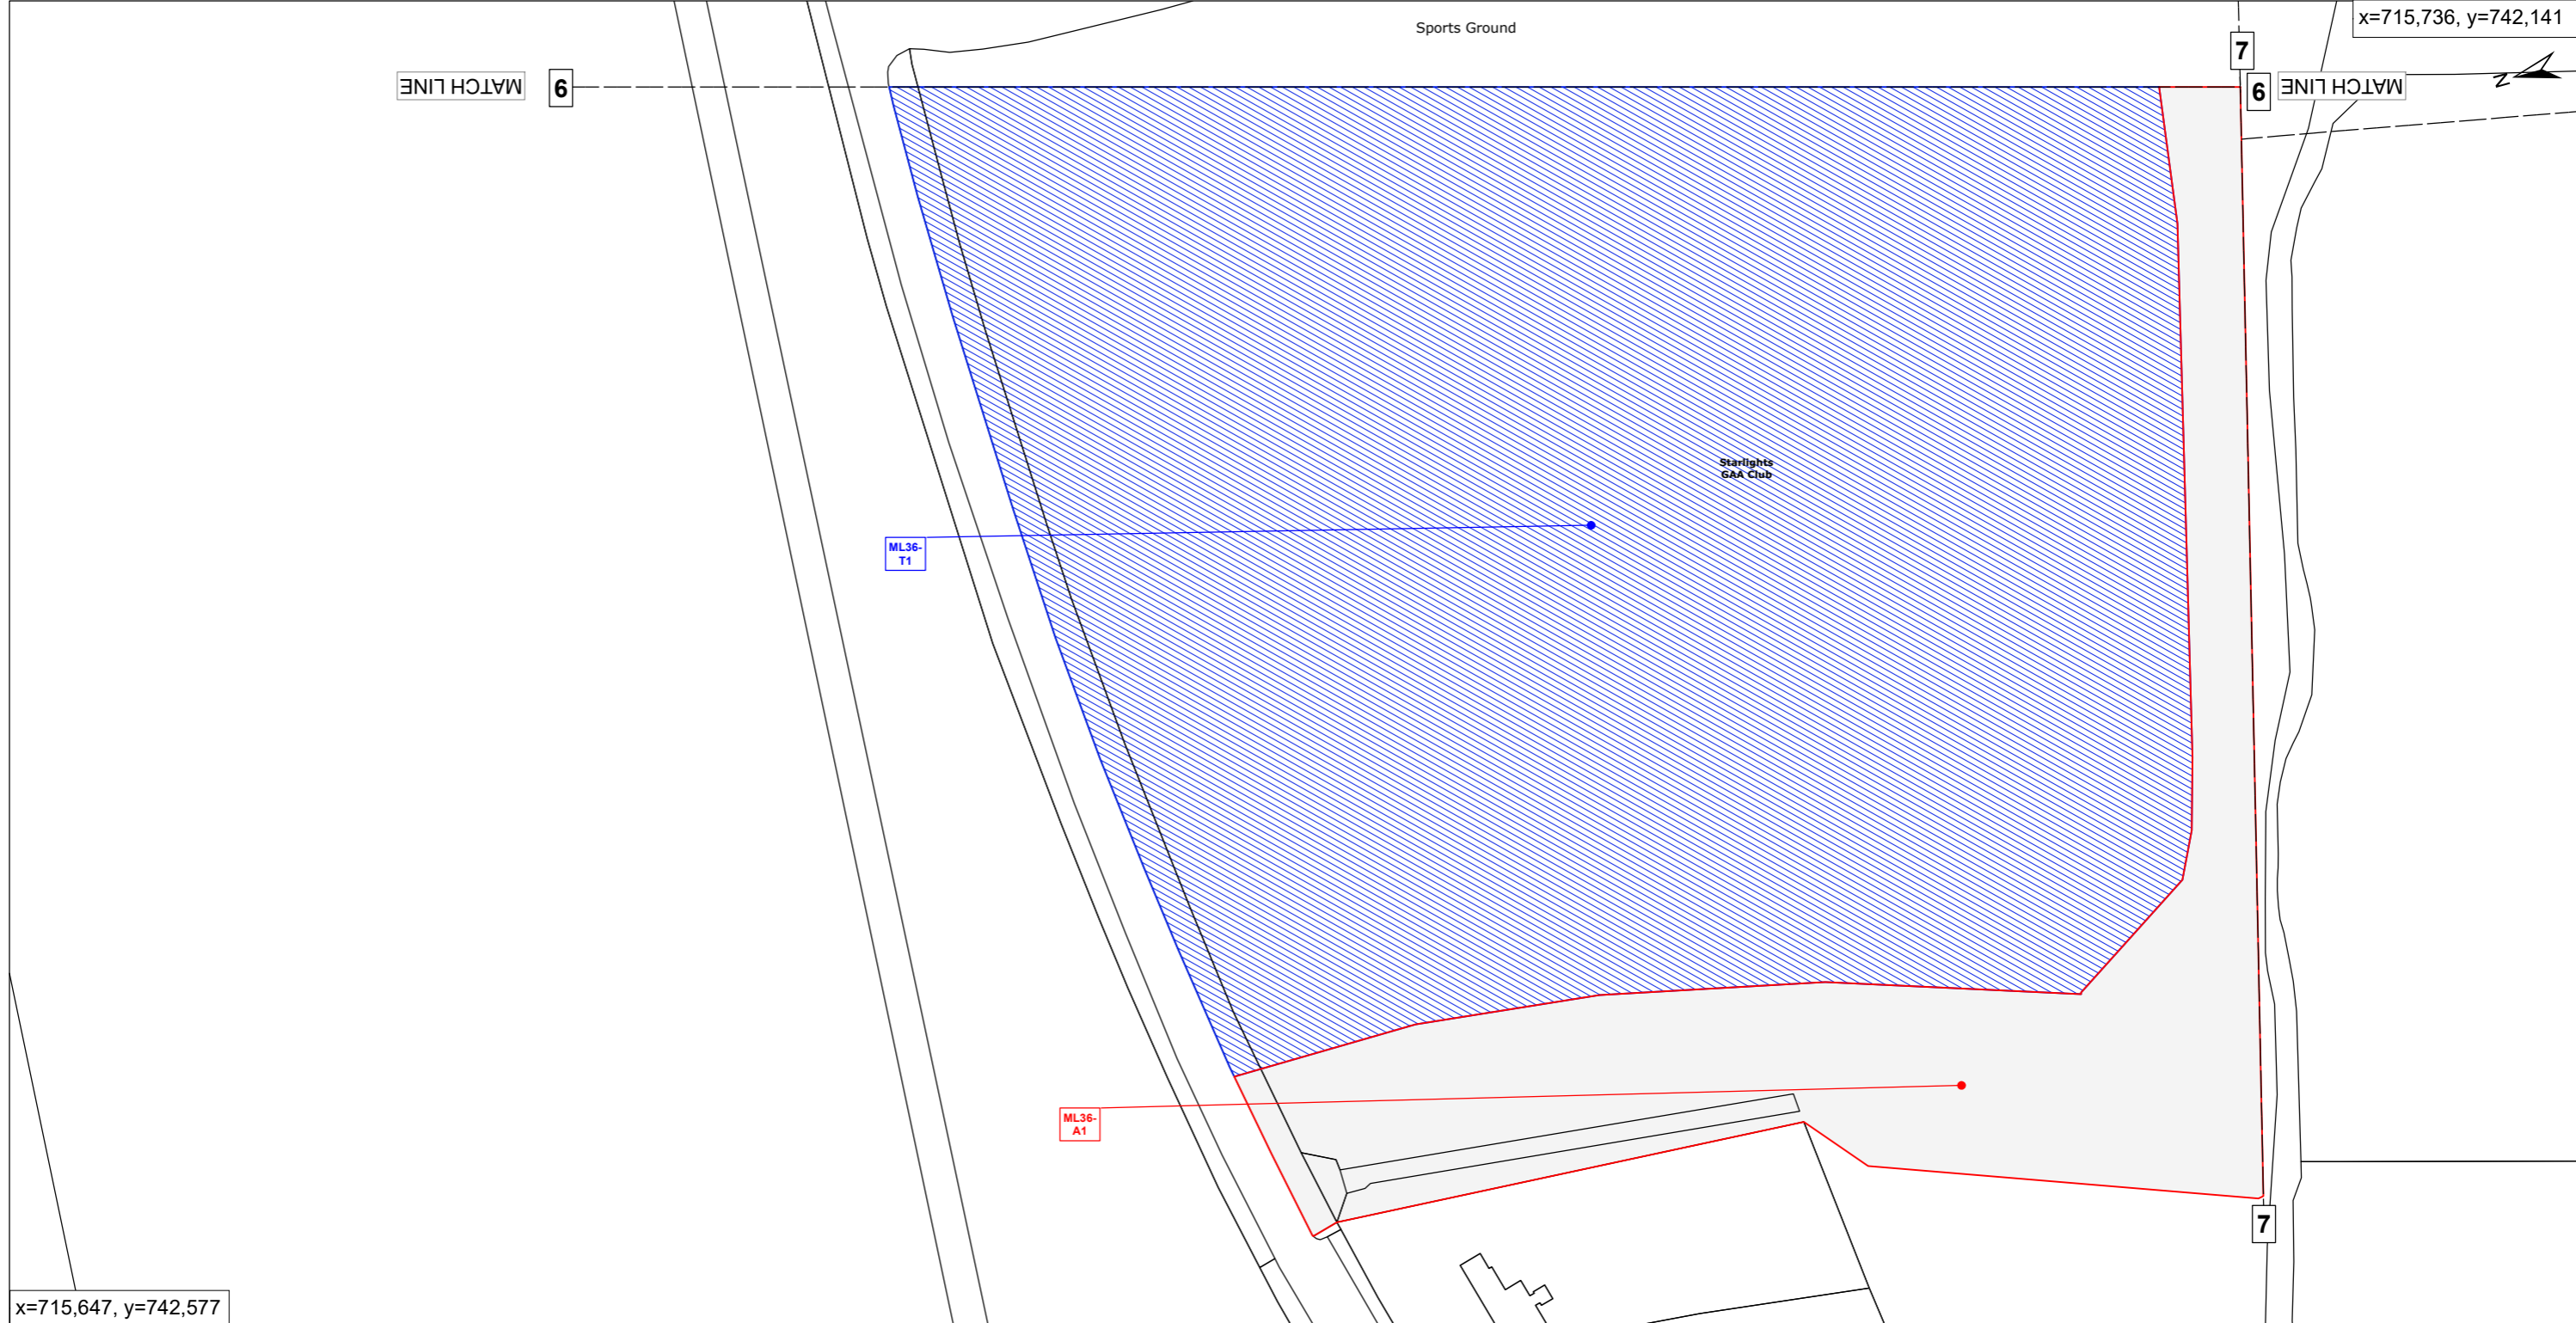 Sports Ground
x=715,736, y=742,141
7
MATCH LINE
6
6
MATCH LINE
N
Starlights
GAA Club
ML36-
T1
ML36-
A1
7
x=715,647, y=742,577